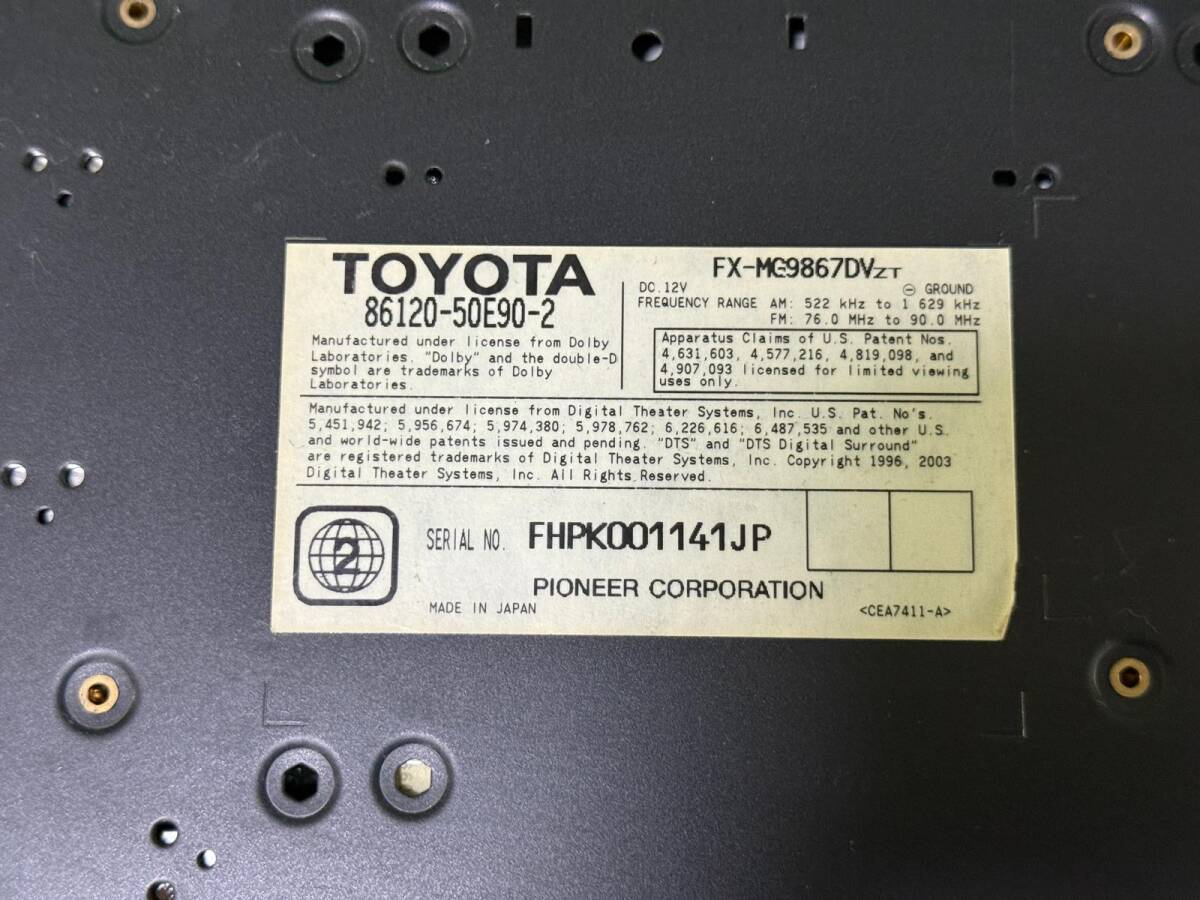 TOYOTA
86120-50E90-2
Manufactured under license from Dolby
Laboratories. "Dolby" and the double-D
symbol are trademarks of Dolby
Laboratories.
FX-MG9867DVZT
DC.12V
⊖ GROUND
FREQUENCY RANGE AM: 522 kHz to 1 629 kHz
FM: 76.0 MHz to 90.0 MHz
Apparatus Claims of U.S. Patent Nos.
4,631,603, 4,577,216, 4,819,098, and
4,907,093 licensed for limited viewing
uses only.
Manufactured under license from Digital Theater Systems, Inc. U.S. Pat. No's.
5,451,942; 5,956,674; 5,974,380; 5,978,762; 6,226,616; 6,487,535 and other U.S.
and world-wide patents issued and pending. "DTS" and "DTS Digital Surround"
are registered trademarks of Digital Theater Systems, Inc. Copyright 1996, 2003
Digital Theater Systems, Inc. All Rights Reserved.
2
SERIAL NO. FHPK001141JP
PIONEER CORPORATION
MADE IN JAPAN
<CEA7411-A>